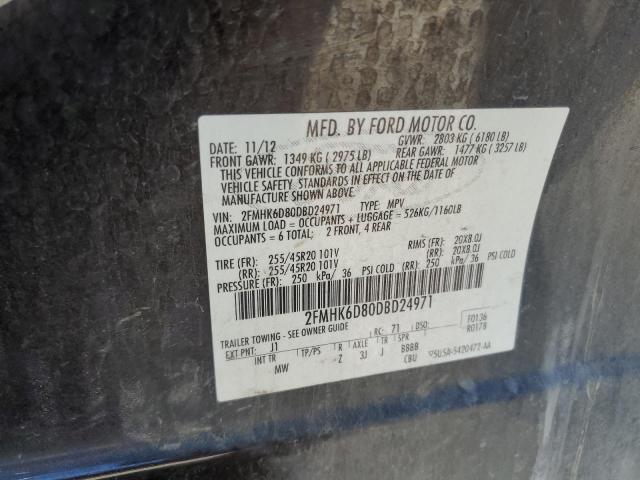 MFD. BY FORD MOTOR CO.
DATE: 11/12 GVWR: 2803 KG ( 6180 LB)
FRONT GAWR: 1349 KG ( 2975 LB) REAR GAWR: 1477 KG ( 3257 LB)
THIS VEHICLE CONFORMS TO ALL APPLICABLE FEDERAL MOTOR
VEHICLE SAFETY STANDARDS IN EFFECT ON THE DATE OF
MANUFACTURE SHOWN ABOVE.
VIN: 2FMHK6D80DBD24971 TYPE: MPV
MAXIMUM LOAD = OCCUPANTS + LUGGAGE = 526KG/1160LB
OCCUPANTS = 6 TOTAL: 2 FRONT, 4 REAR
TIRE (FR): 255/45R20 101V RIMS (FR): 20X8.0J
(RR): 255/45R20 101V (RR): 20X8.0J
PRESSURE (FR): 250 kPa/ 36 PSI COLD (RR): 250 kPa/ 36 PSI COLD
2FMHK6D80DBD24971
TRAILER TOWING - SEE OWNER GUIDE F0136
EXT PNT: J1 RC: 71 DSO: R0178
INT TR TP/PS R AXLE TR SPR
MW Z 3J J BBBB
CBU 5U5A-5420472-AA